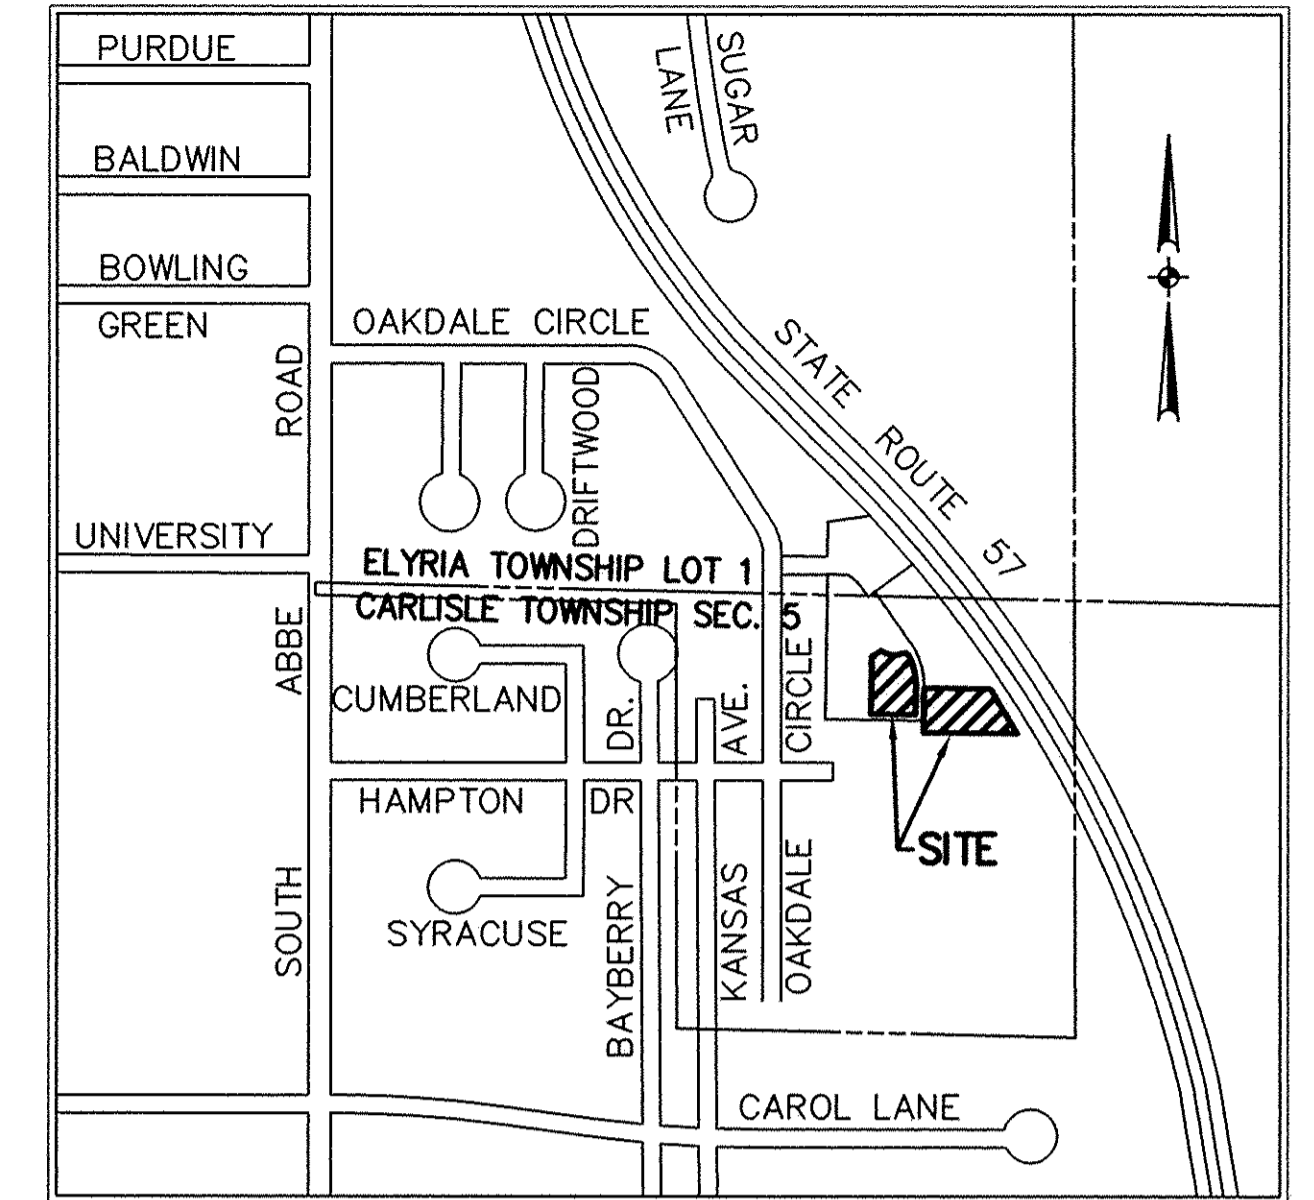 PURDUE
SUGAR
LANE
BALDWIN
BOWLING
GREEN
OAKDALE CIRCLE
STATE ROUTE 57
ROAD
DRIFTWOOD
UNIVERSITY
ELYRIA TOWNSHIP LOT 1
CARLISLE TOWNSHIP SEC. 5
ABBE
CUMBERLAND
DR.
AVE.
CIRCLE
HAMPTON DR
SITE
SOUTH
SYRACUSE
BAYBERRY
KANSAS
OAKDALE
CAROL LANE